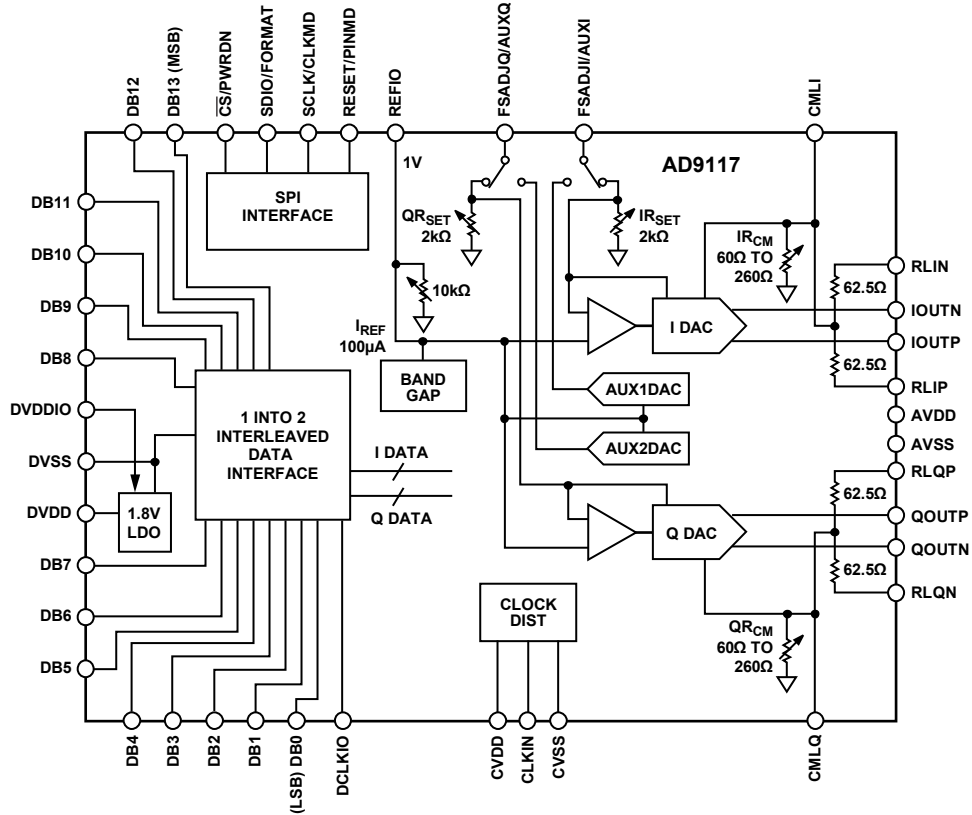 DB12
DB13 (MSB)
CS/PWRDN
SDIO/FORMAT
SCLK/CLKMD
RESET/PINMD
REFIO
FSADJQ/AUXQ
FSADJI/AUXI
CMLI
1V
AD9117
SPI
INTERFACE
DB11
DB10
DB9
DB8
DVDDIO
DVSS
DVDD
DB7
DB6
DB5
QRSET
2kΩ
IRSET
2kΩ
IRCM
60Ω TO
260Ω
10kΩ
IREF
100µA
BAND
GAP
I DAC
62.5Ω
62.5Ω
RLIN
IOUTN
IOUTP
RLIP
AVDD
AVSS
RLQP
QOUTP
QOUTN
RLQN
AUX1DAC
AUX2DAC
1 INTO 2
INTERLEAVED
DATA
INTERFACE
I DATA
Q DATA
1.8V
LDO
Q DAC
62.5Ω
62.5Ω
CLOCK
DIST
QRCM
60Ω TO
260Ω
DB4
DB3
DB2
DB1
(LSB) DB0
DCLKIO
CVDD
CLKIN
CVSS
CMLQ